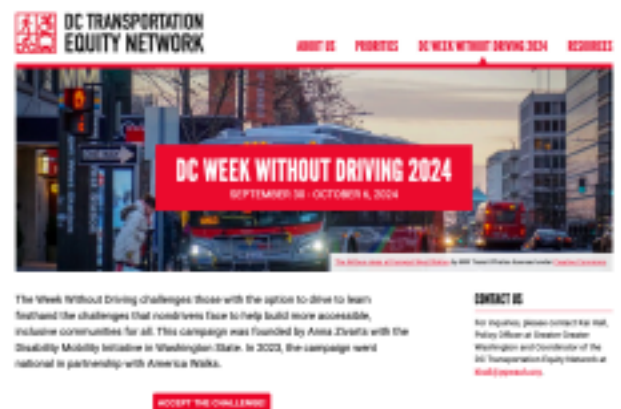 DC TRANSPORTATION
EQUITY NETWORK
ABOUT US
PRIORITIES
DC WEEK WITHOUT DRIVING 2024
RESOURCES
DC WEEK WITHOUT DRIVING 2024
SEPTEMBER 30 - OCTOBER 6, 2024
The Week Without Driving challenges those with the option to drive to learn
firsthand the challenges that nondrivers face to help build more accessible,
inclusive communities for all. This campaign was founded by Anna Zivarts with the
Disability Mobility Initiative in Washington State. In 2023, the campaign went
national in partnership with America Walks.
ACCEPT THE CHALLENGE!
CONTACT US
For inquiries, please contact Kai Hall,
Policy Officer at Greater Greater
Washington and Coordinator of the
DC Transportation Equity Network at